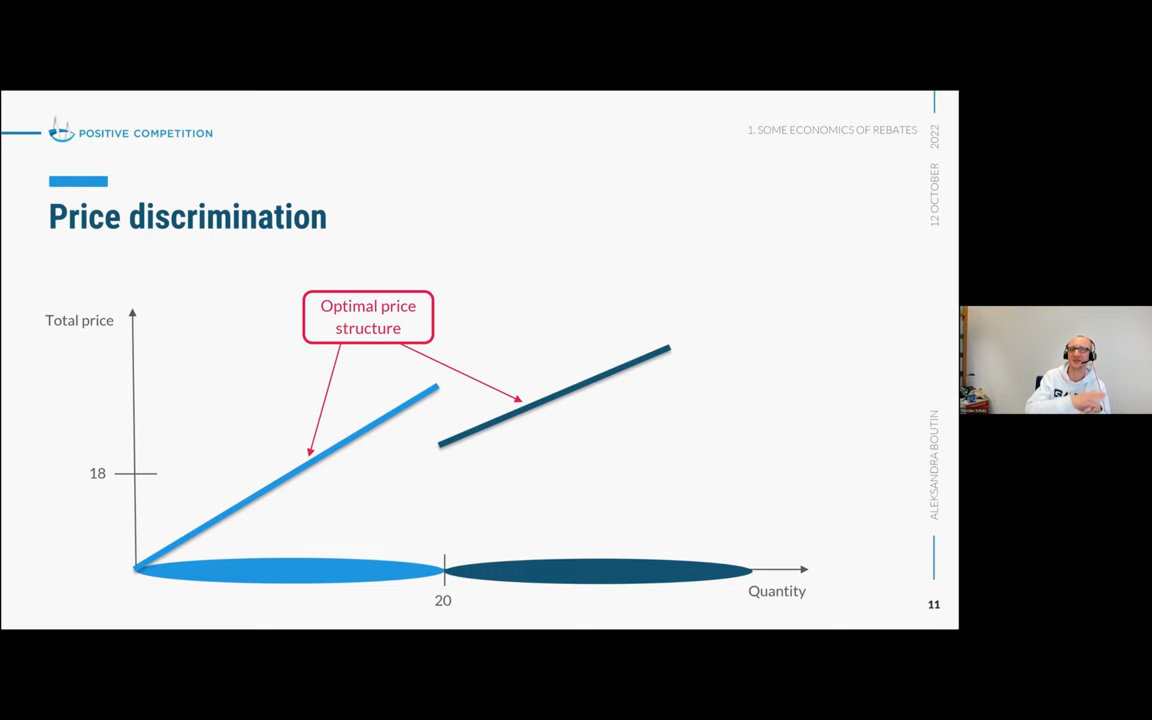 POSITIVE COMPETITION
1. SOME ECONOMICS OF REBATES
12 OCTOBER 2022
Price discrimination
Optimal price
structure
Total price
18
20
Quantity
ALEKSANDRA BOUTIN
11